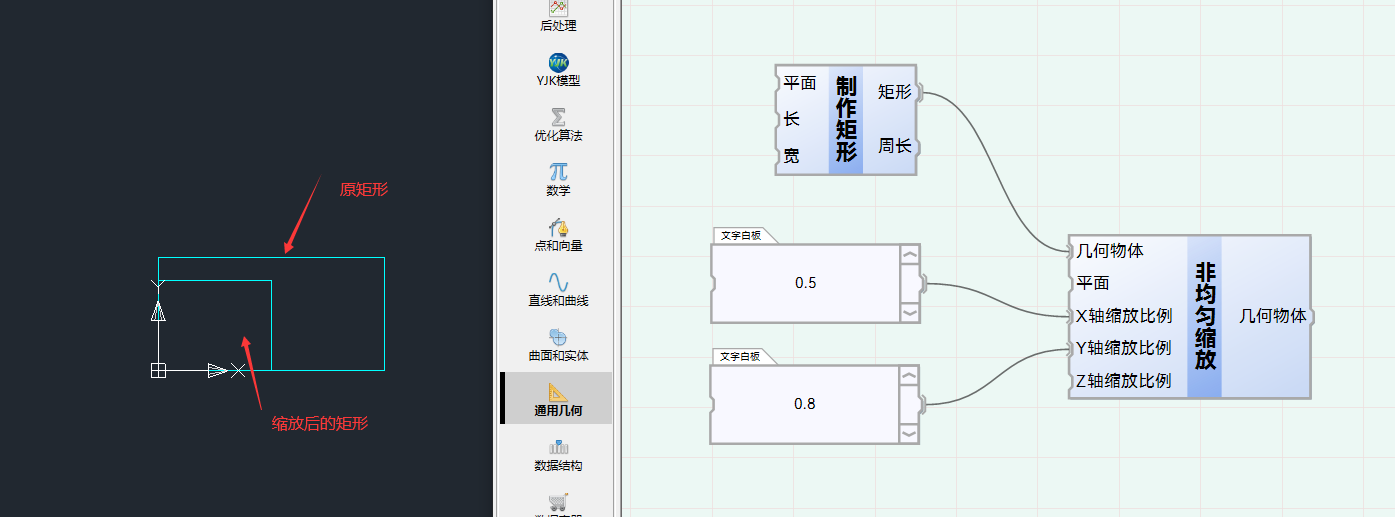 原矩形
缩放后的矩形
后处理
YJK
YJK模型
Σ
优化算法
π
数学
点和向量
直线和曲线
曲面和实体
通用几何
数据结构
平面
长
宽
制作矩形
矩形
周长
文字白板
0.5
文字白板
0.8
几何物体
平面
X轴缩放比例
Y轴缩放比例
Z轴缩放比例
非均匀缩放
几何物体